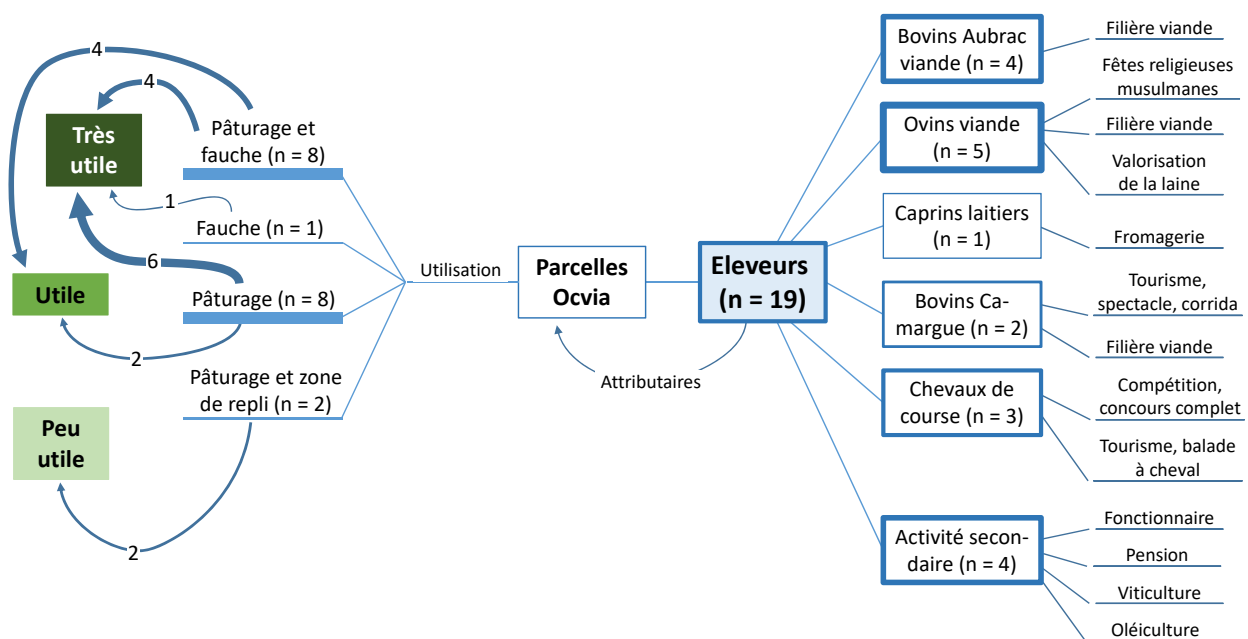 4
4
Très
utile
Pâturage et
fauche (n = 8)
1
Fauche (n = 1)
6
Utile
Pâturage (n = 8)
2
Pâturage et zone
de repli (n = 2)
Peu
utile
2
Utilisation
Parcelles
Ocvia
Attributaires
Eleveurs
(n = 19)
Bovins Aubrac
viande (n = 4)
Filière viande
Ovins viande
(n = 5)
Fêtes religieuses
musulmanes
Filière viande
Valorisation
de la laine
Caprins laitiers
(n = 1)
Fromagerie
Bovins Ca-
margue (n = 2)
Tourisme,
spectacle, corrida
Filière viande
Chevaux de
course (n = 3)
Compétition,
concours complet
Tourisme, balade
à cheval
Activité secon-
daire (n = 4)
Fonctionnaire
Pension
Viticulture
Oléiculture